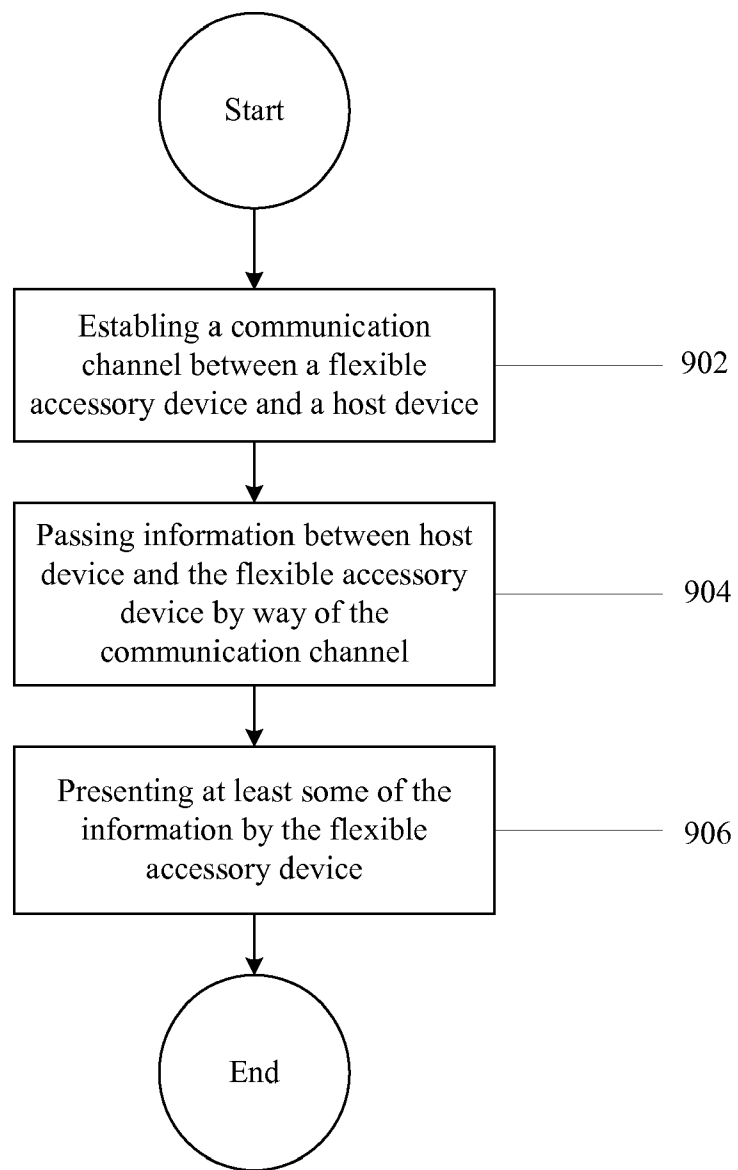 Start
Establing a communication
channel between a flexible
accessory device and a host device
902
Passing information between host
device and the flexible accessory
device by way of the
communication channel
904
Presenting at least some of the
information by the flexible
accessory device
906
End